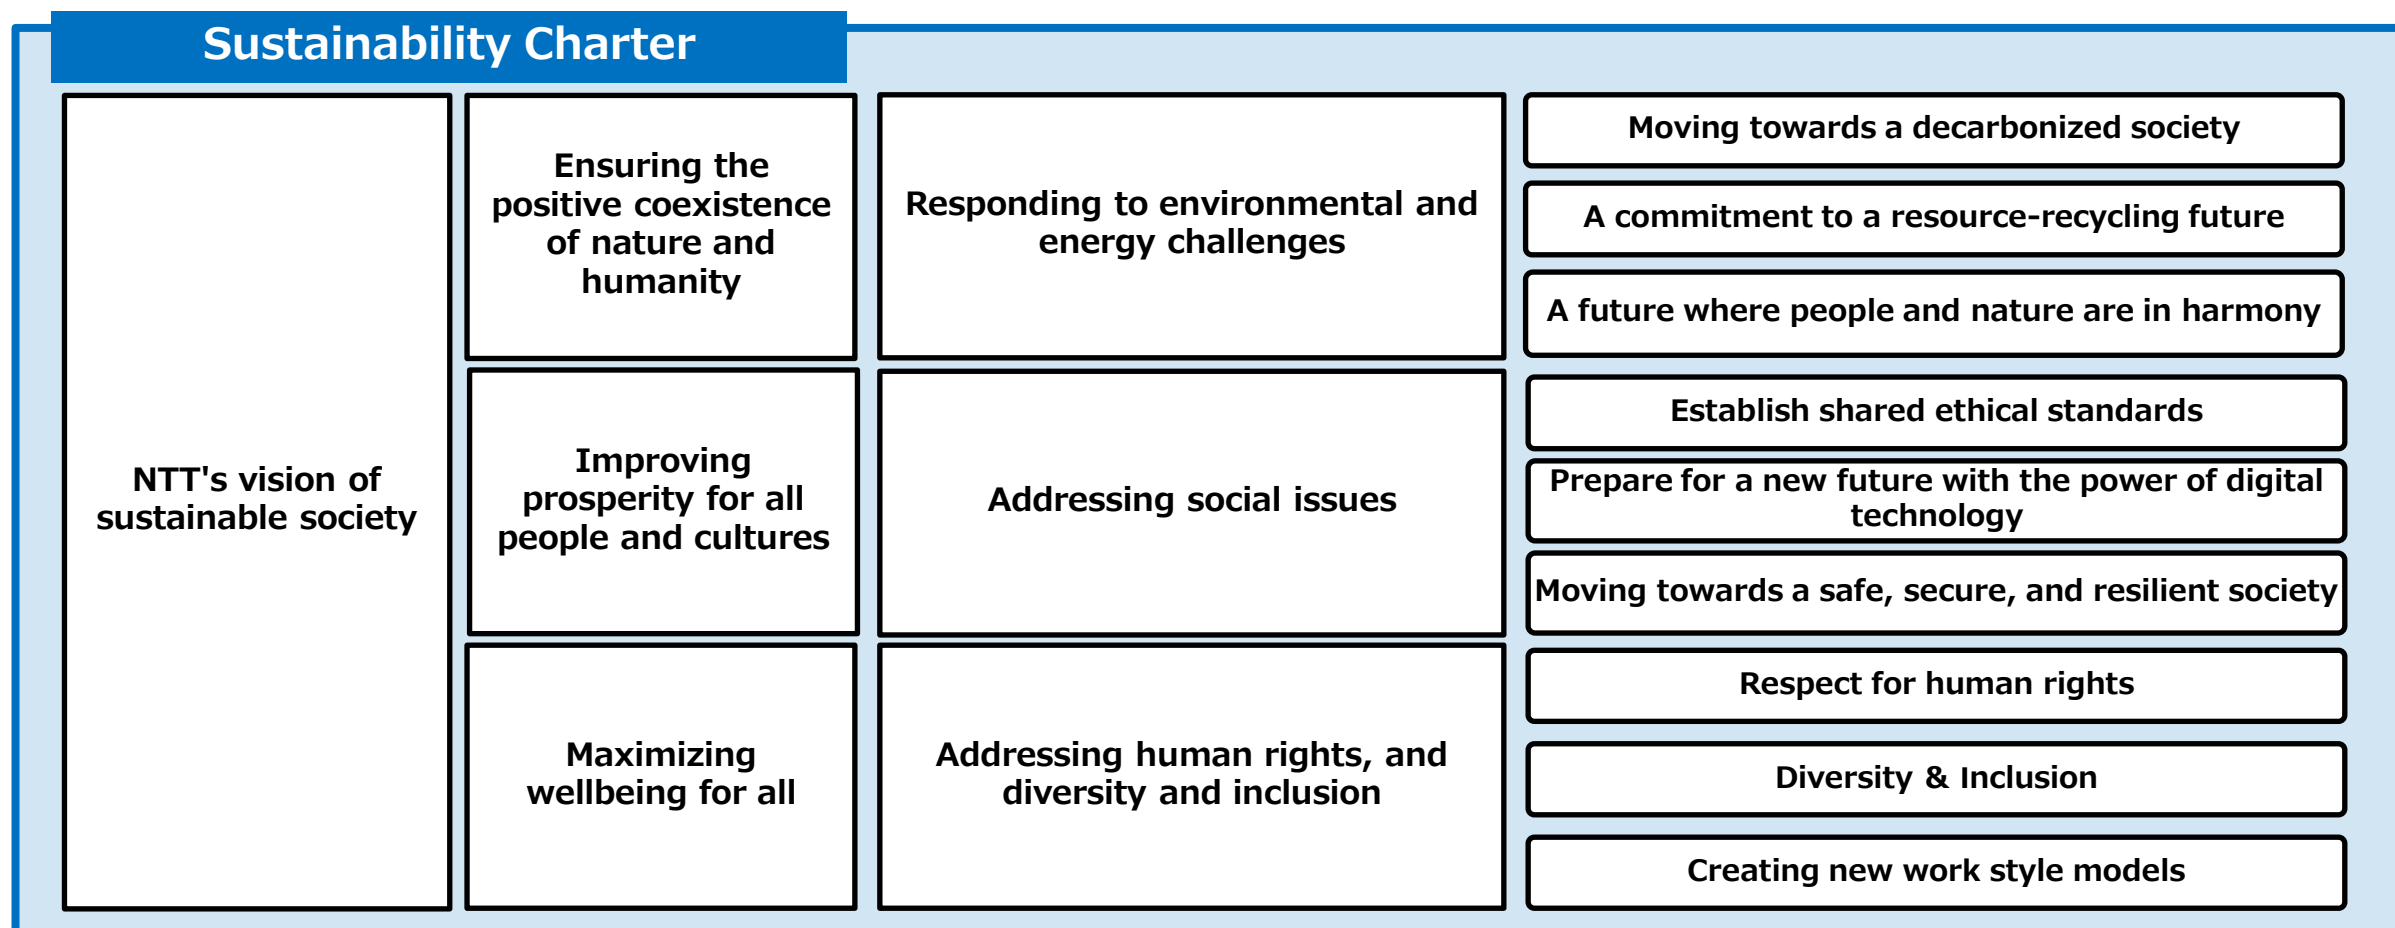 Sustainability Charter
NTT's vision of
sustainable society
Ensuring the
positive coexistence
of nature and
humanity
Responding to environmental and
energy challenges
Moving towards a decarbonized society
A commitment to a resource-recycling future
A future where people and nature are in harmony
Improving
prosperity for all
people and cultures
Addressing social issues
Establish shared ethical standards
Prepare for a new future with the power of digital
technology
Moving towards a safe, secure, and resilient society
Maximizing
wellbeing for all
Addressing human rights, and
diversity and inclusion
Respect for human rights
Diversity & Inclusion
Creating new work style models